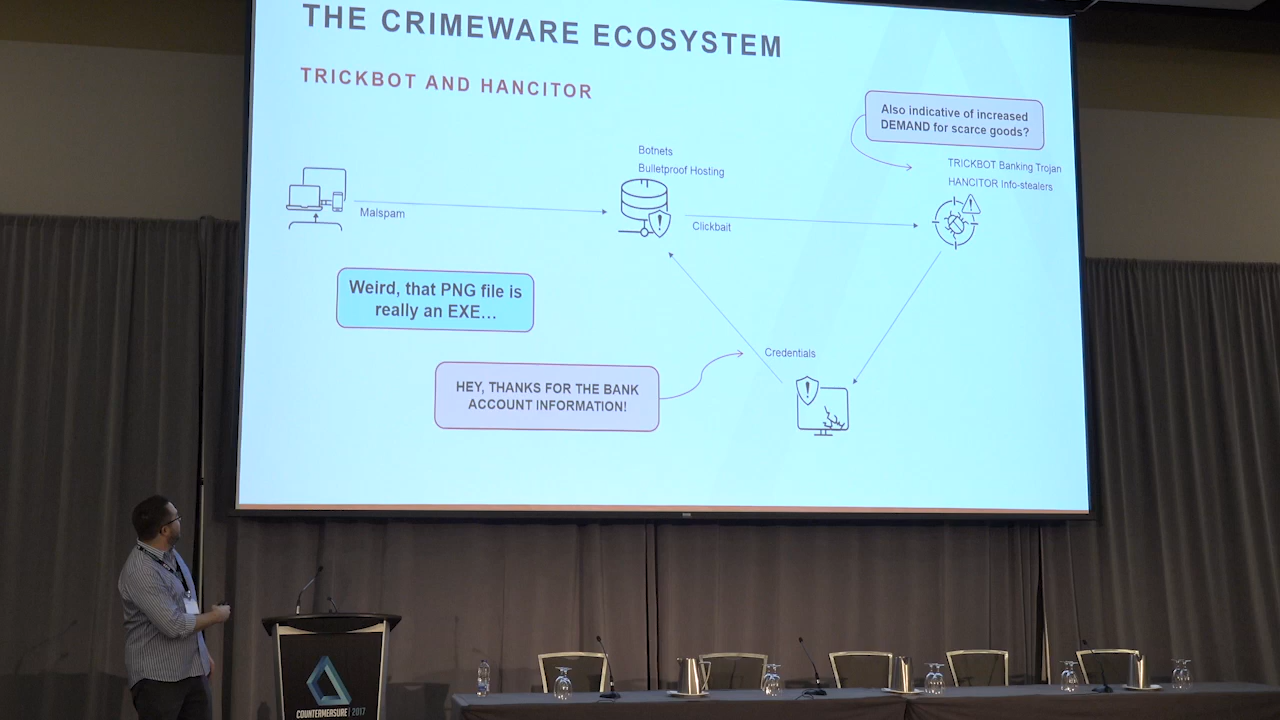 THE CRIMEWARE ECOSYSTEM
TRICKBOT AND HANCITOR
Also indicative of increased
DEMAND for scarce goods?
Botnets
Bulletproof Hosting
TRICKBOT Banking Trojan
HANCITOR Info-stealers
Malspam
Clickbait
Weird, that PNG file is
really an EXE...
Credentials
HEY, THANKS FOR THE BANK
ACCOUNT INFORMATION!
COUNTERMEASURE | 2017